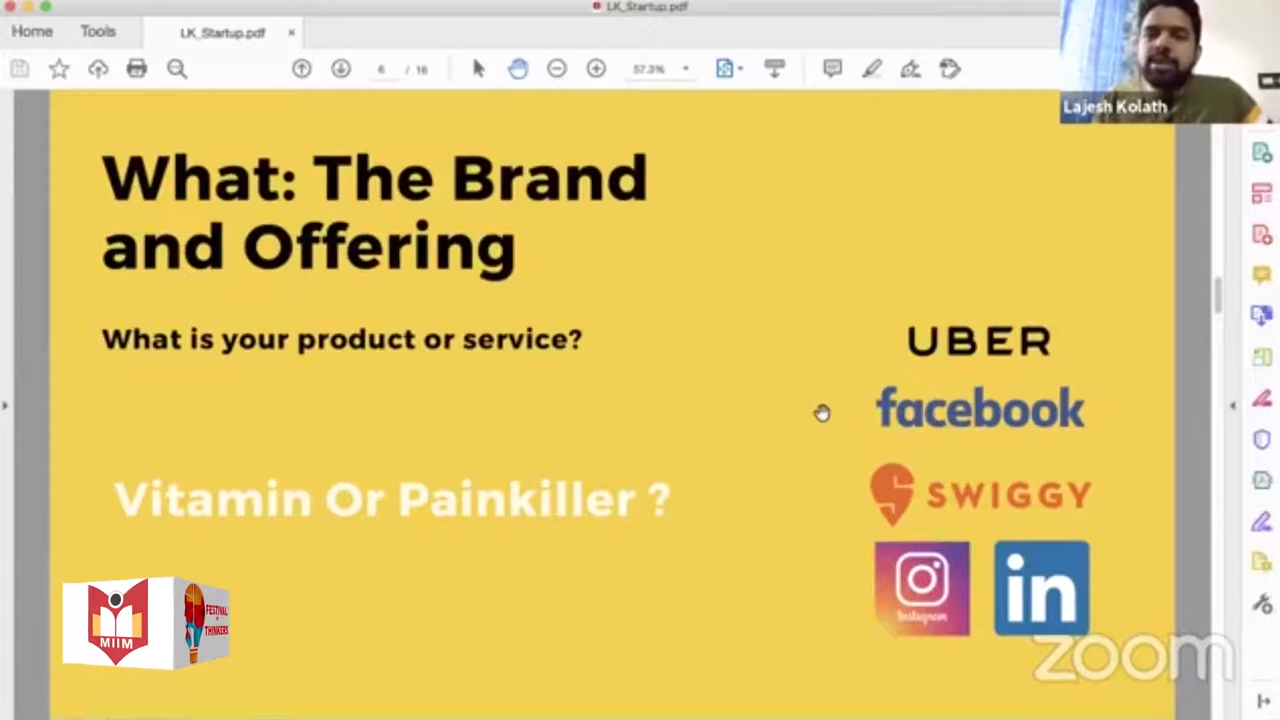 LK_Startup.pdf
Home
Tools
LK_Startup.pdf
×
6 / 16
57.3%
Lajesh Kolath
What: The Brand
and Offering
What is your product or service?
UBER
facebook
SWIGGY
Vitamin Or Painkiller ?
Instagram
in
MIIM
FESTIVAL
THINKERS
zoom